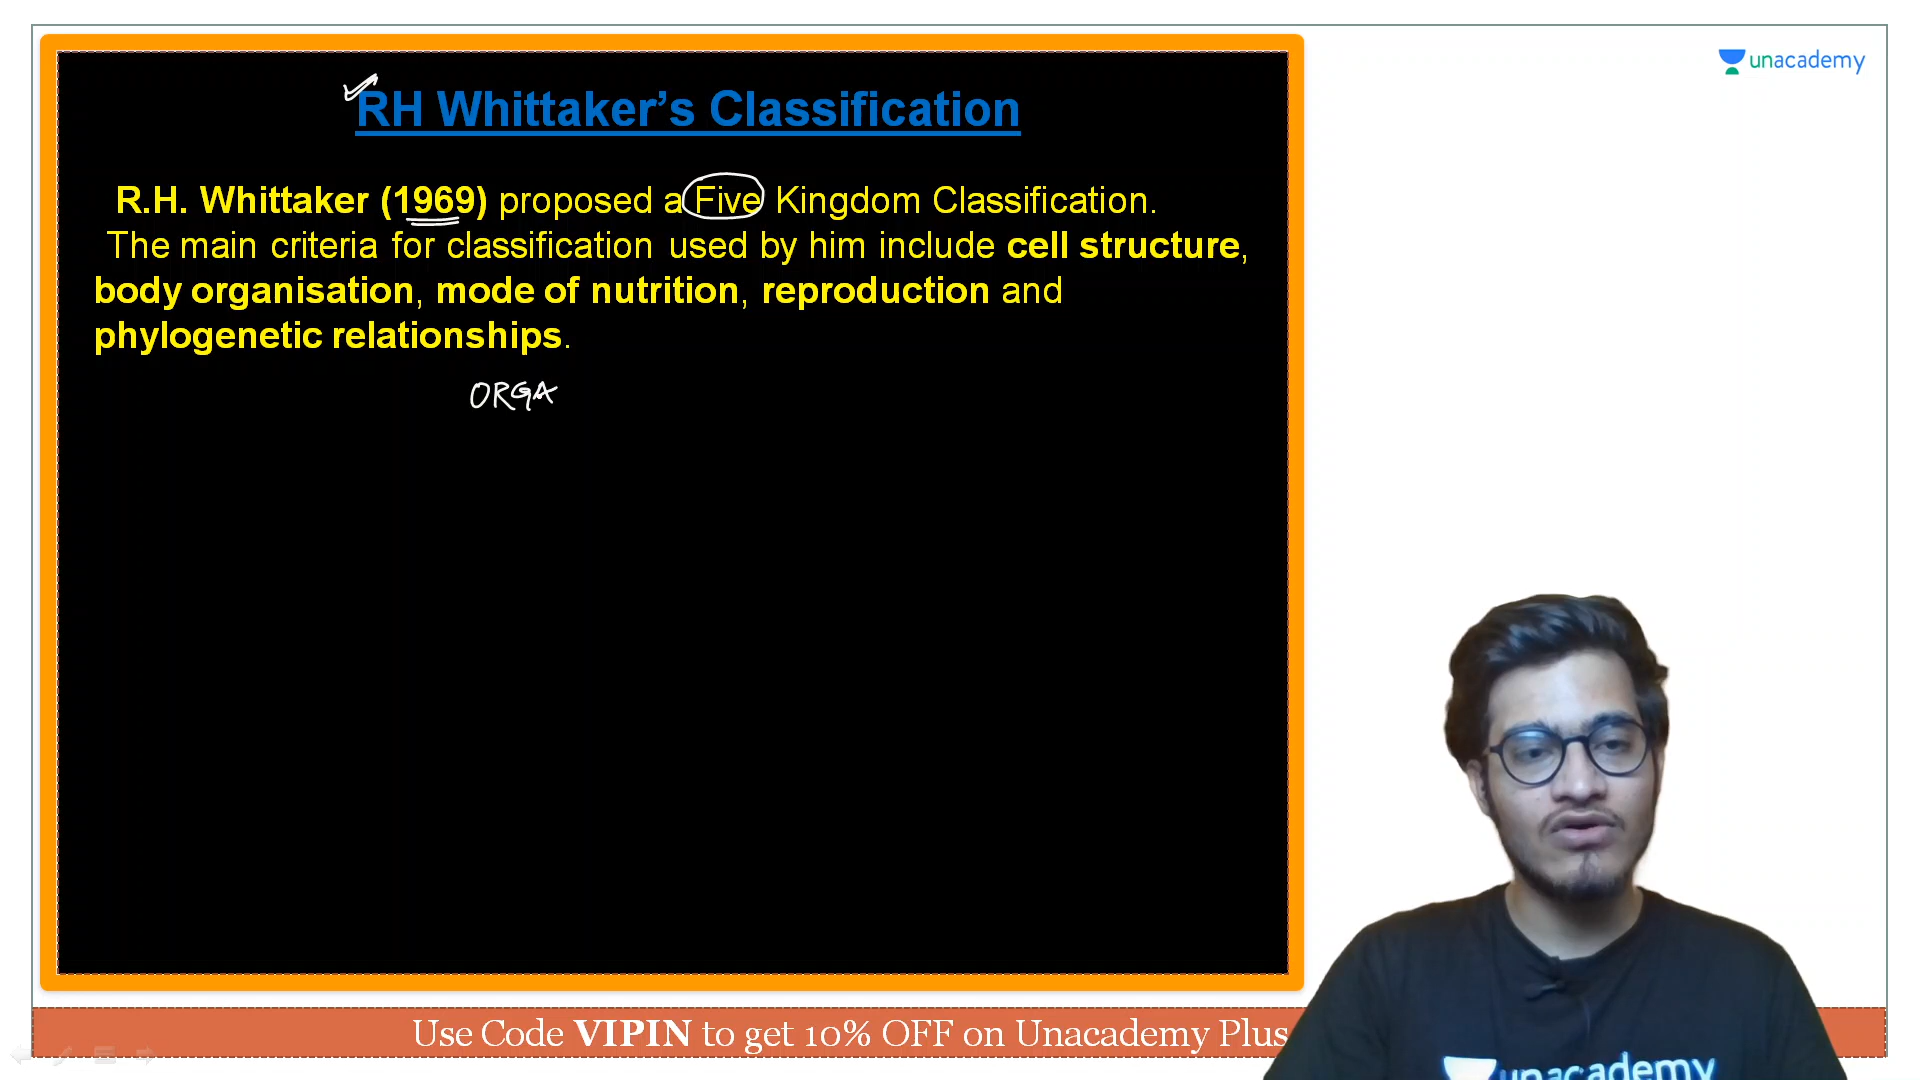 unacademy
RH Whittaker’s Classification
R.H. Whittaker (1969) proposed a Five Kingdom Classification.
The main criteria for classification used by him include cell structure,
body organisation, mode of nutrition, reproduction and
phylogenetic relationships.
ORGA
Use Code VIPIN to get 10% OFF on Unacademy Plus
unacademy